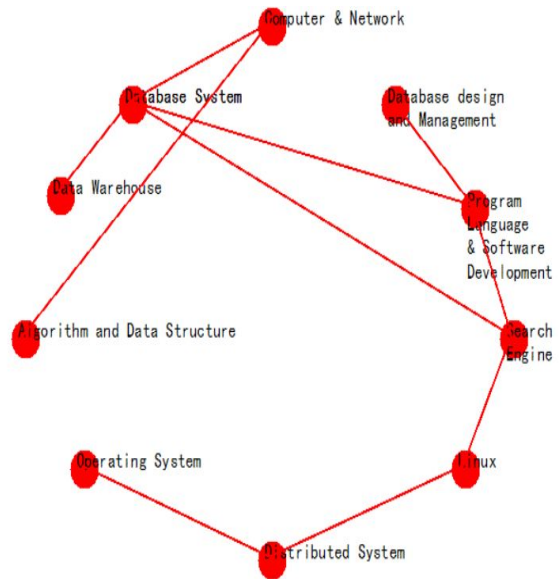 Computer & Network
Database System
Database design
and Management
Data Warehouse
Program
Language
& Software
Development
Algorithm and Data Structure
Search
Engine
Operating System
Linux
Distributed System